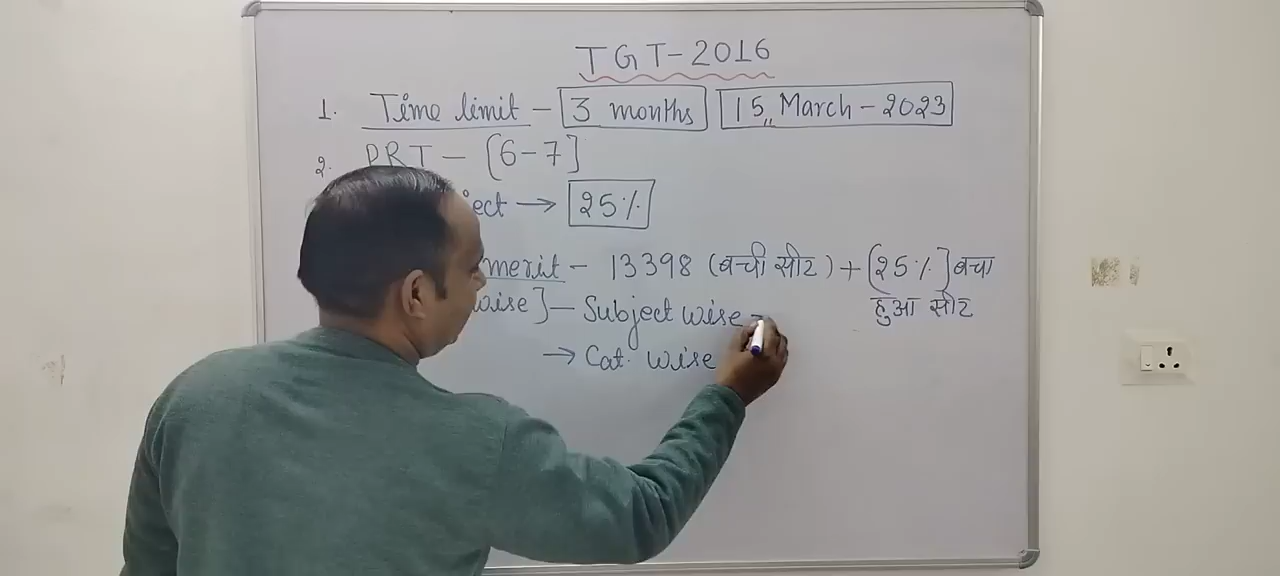 TGT-2016
1. Time limit - 3 months 15 March - 2023
2. PRT - [6-7]
ject → 25%
merit - 13398 (बची सीट) + [25%] बचा
हुआ सीट
wise] - Subject wise -
→ Cat. wise